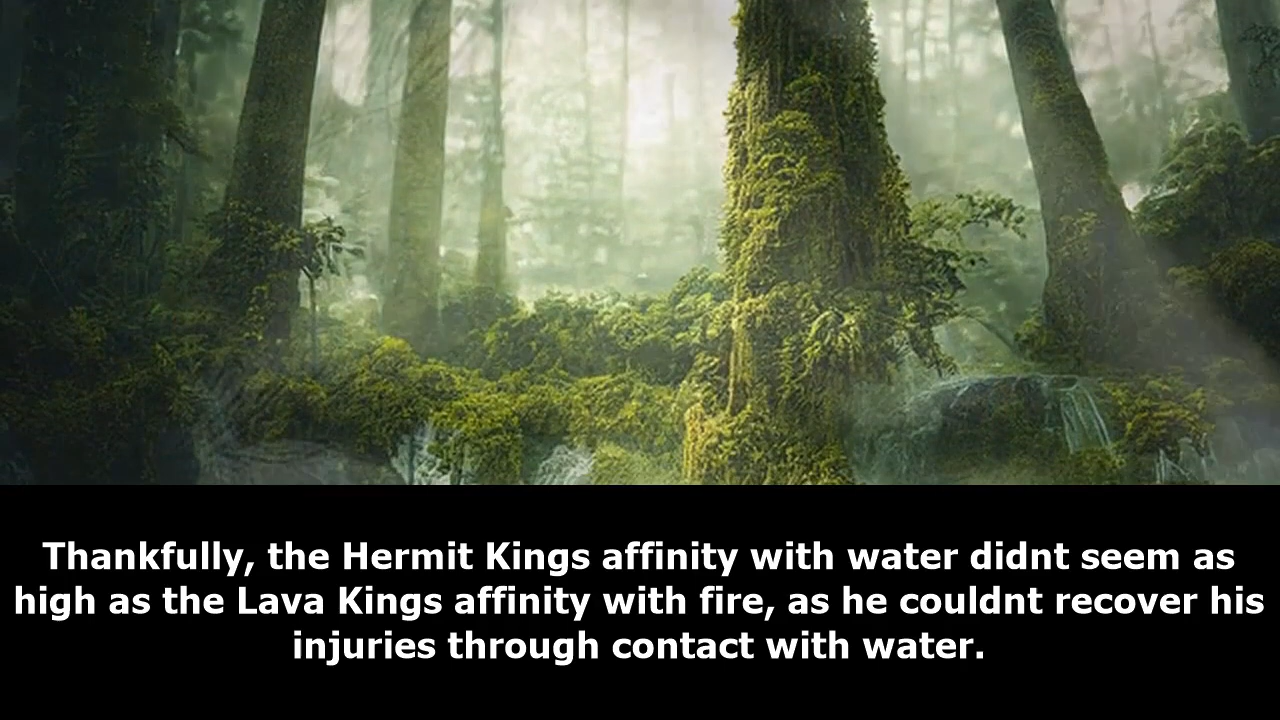 Thankfully, the Hermit Kings affinity with water didnt seem as
high as the Lava Kings affinity with fire, as he couldnt recover his
injuries through contact with water.